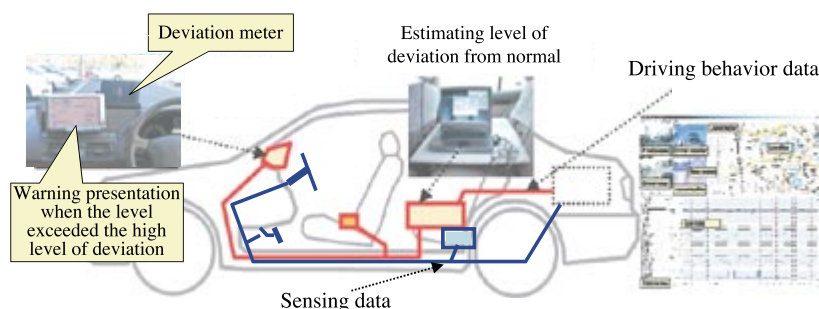 Deviation meter
Estimating level of
deviation from normal
Driving behavior data
Warning presentation
when the level
exceeded the high
level of deviation
Sensing data